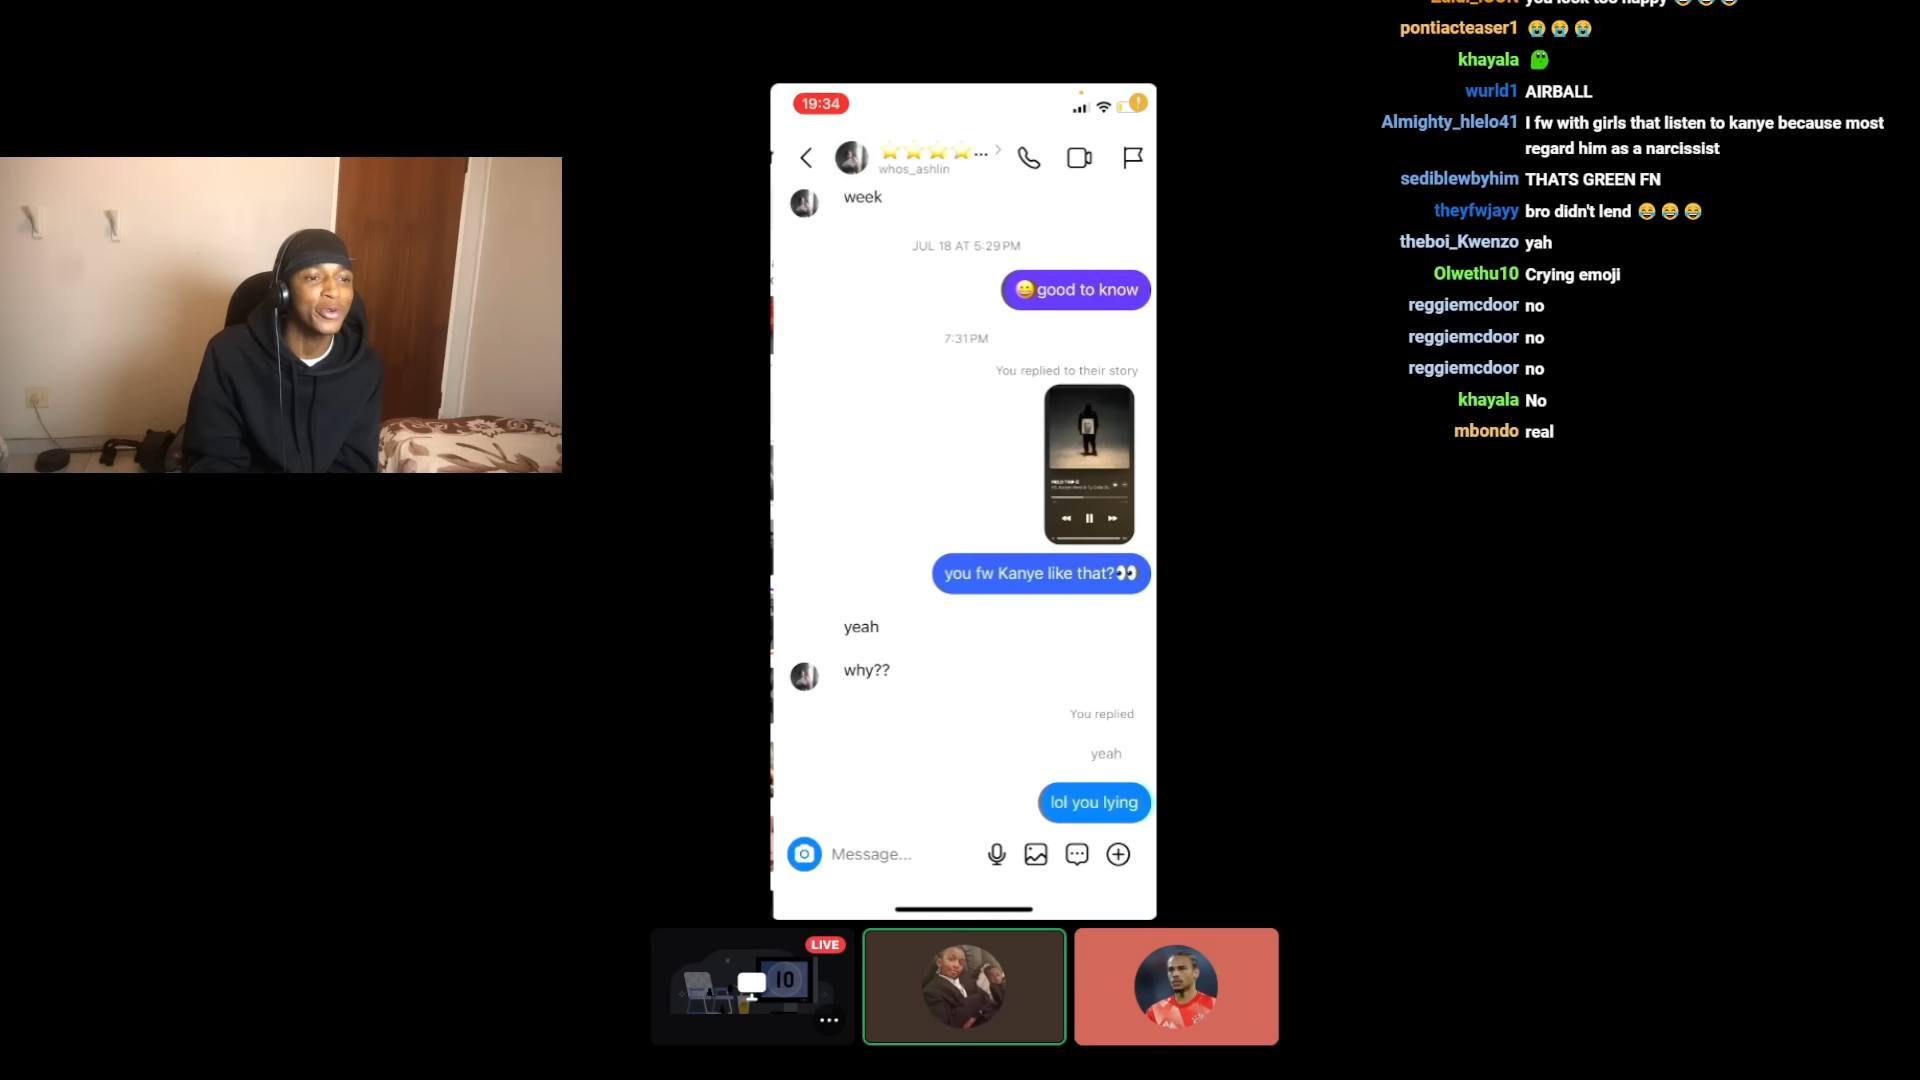 you look too happy 😂😂😂
pontiacteaser1 😭😭😭
khayala
wurld1 AIRBALL
Almighty_hlelo41 I fw with girls that listen to kanye because most
regard him as a narcissist
sediblewbyhim THATS GREEN FN
theyfwjayy bro didn't lend 😂😂😂
theboi_Kwenzo yah
Olwethu10 Crying emoji
reggiemcdoor no
reggiemcdoor no
reggiemcdoor no
khayala No
mbondo real
19:34
⭐⭐⭐⭐...
whos_ashlin
week
JUL 18 AT 5:29 PM
😀good to know
7:31 PM
You replied to their story
you fw Kanye like that?👀
yeah
why??
You replied
yeah
lol you lying
Message...
LIVE
10